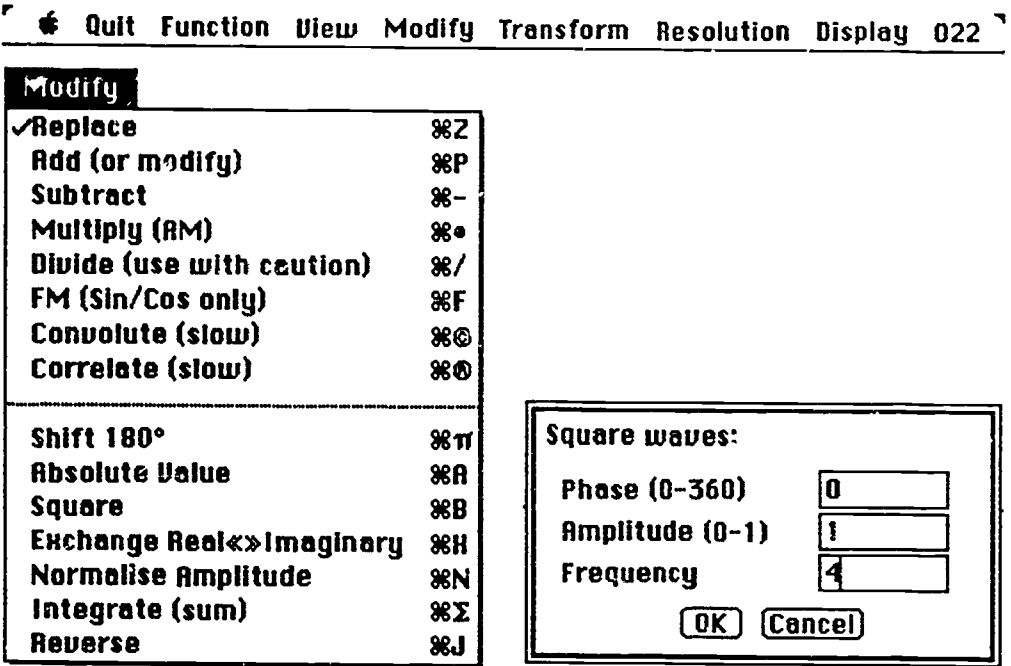 Quit Function View Modify Transform Resolution Display 022
Modify
✓Replace ⌘Z
Add (or modify) ⌘P
Subtract ⌘-
Multiply (AM) ⌘•
Divide (use with caution) ⌘/
FM (Sin/Cos only) ⌘F
Convolute (slow) ⌘©
Correlate (slow) ⌘®
Shift 180° ⌘π
Absolute Value ⌘A
Square ⌘B
Exchange Real«»Imaginary ⌘H
Normalise Amplitude ⌘N
Integrate (sum) ⌘Σ
Reverse ⌘J
Square waves:
Phase (0-360) 0
Amplitude (0-1) 1
Frequency 4
OK Cancel